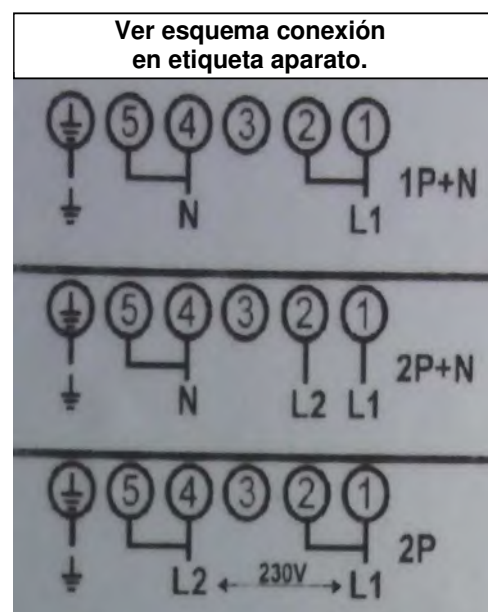 Ver esquema conexión
en etiqueta aparato.
5 4 3 2 1
1P+N
N L1
5 4 3 2 1
2P+N
N L2 L1
5 4 3 2 1
2P
L2 230V L1